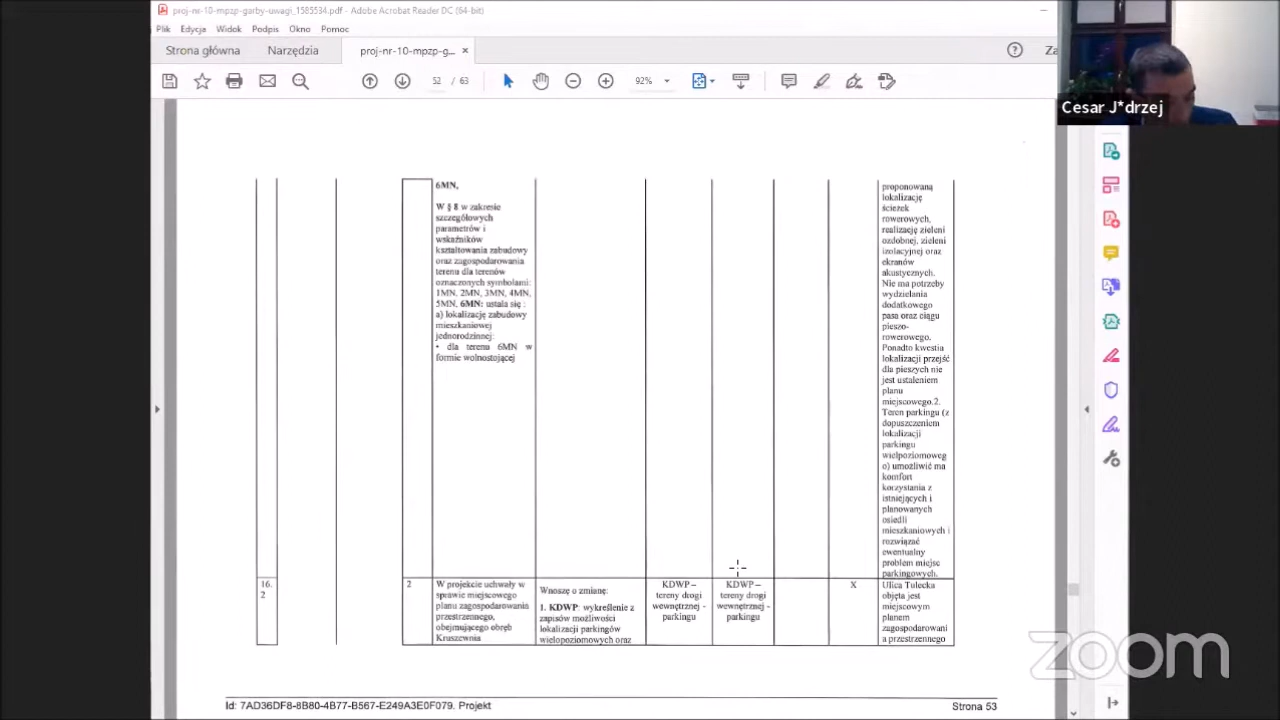 proj-nr-10-mpzp-garby-uwagi_1585534.pdf - Adobe Acrobat Reader DC (64-bit)
Plik Edycja Widok Podpis Okno Pomoc
Strona główna Narzędzia proj-nr-10-mpzp-g... × Za
52 / 63 92%
Cesar J*drzej
6MN,
W § 8 w zakresie
szczegółowych
parametrów i
wskaźników
kształtowania zabudowy
oraz zagospodarowania
terenu dla terenów
oznaczonych symbolami:
1MN, 2MN, 3MN, 4MN,
5MN, 6MN: ustala się :
a) lokalizację zabudowy
mieszkaniowej
jednorodzinnej:
• dla terenu 6MN w
formie wolnostojącej
proponowaną
lokalizację
ścieżek
rowerowych,
realizację zieleni
ozdobnej, zieleni
izolacyjnej oraz
ekranów
akustycznych.
Nie ma potrzeby
wydzielania
dodatkowego
pasa oraz ciągu
pieszo-
rowerowego.
Ponadto kwestia
lokalizacji przejść
dla pieszych nie
jest ustaleniem
planu
miejscowego.2.
Teren parkingu (z
dopuszczeniem
lokalizacji
parkingu
wielpoziomoweg
o) umożliwić ma
komfort
korzystania z
istniejących i
planowanych
osiedli
mieszkaniowych i
rozwiązać
ewentualny
problem miejsc
parkingowych.
16.
2
2
W projekcie uchwały w
sprawie miejscowego
planu zagospodarowania
przestrzennego,
obejmującego obręb
Kruszewnia
Wnoszę o zmianę:
1. KDWP: wykreślenie z
zapisów możliwości
lokalizacji parkingów
wielopoziomowych oraz
KDWP –
tereny drogi
wewnętrznej -
parkingu
KDWP –
tereny drogi
wewnętrznej -
parkingu
X
Ulica Tulecka
objęta jest
miejscowym
planem
zagospodarowani
a przestrzennego
Id: 7AD36DF8-8B80-4B77-B567-E249A3E0F079. Projekt
Strona 53
zoom